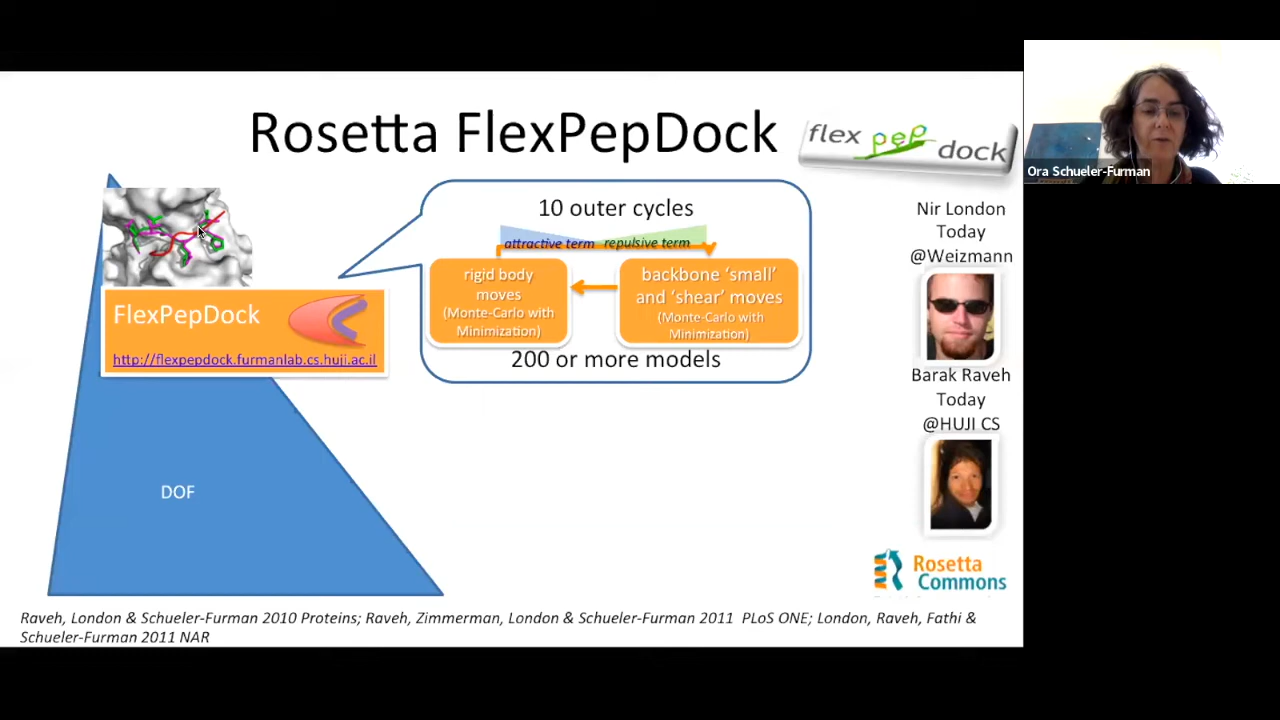 Rosetta FlexPepDock
flex pep dock
Ora Schueler-Furman
10 outer cycles
attractive term repulsive term
rigid body
moves
(Monte-Carlo with
Minimization)
backbone ‘small’
and ‘shear’ moves
(Monte-Carlo with
Minimization)
200 or more models
FlexPepDock
http://flexpepdock.furmanlab.cs.huji.ac.il
DOF
Nir London
Today
@Weizmann
Barak Raveh
Today
@HUJI CS
Rosetta
Commons
Raveh, London & Schueler-Furman 2010 Proteins; Raveh, Zimmerman, London & Schueler-Furman 2011 PLoS ONE; London, Raveh, Fathi &
Schueler-Furman 2011 NAR